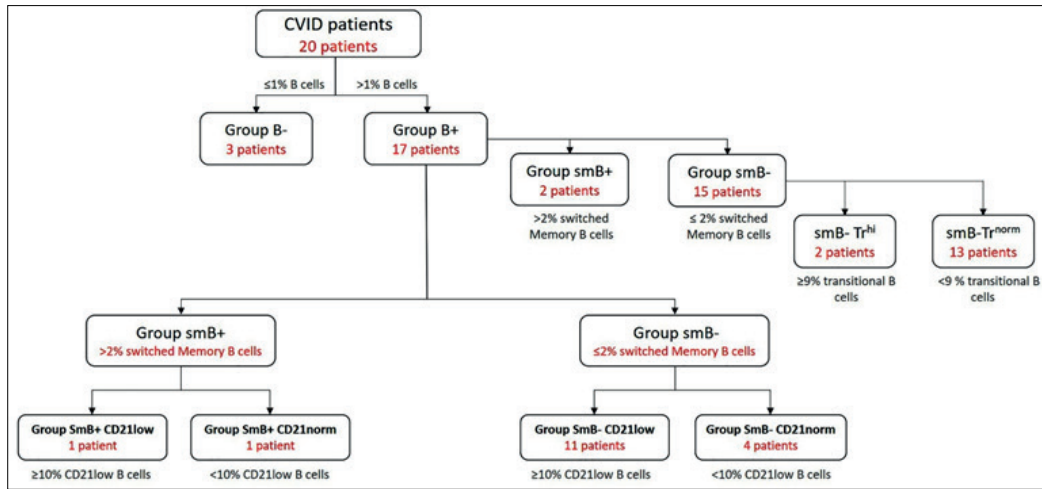 CVID patients
20 patients
≤1% B cells
>1% B cells
Group B-
3 patients
Group B+
17 patients
Group smB+
2 patients
>2% switched
Memory B cells
Group smB-
15 patients
≤ 2% switched
Memory B cells
smB- Trʰⁱ
2 patients
≥9% transitional B
cells
smB-Trⁿᵒʳᵐ
13 patients
<9 % transitional B
cells
Group smB+
>2% switched Memory B cells
Group smB-
≤2% switched Memory B cells
Group SmB+ CD21low
1 patient
≥10% CD21low B cells
Group SmB+ CD21norm
1 patient
<10% CD21low B cells
Group SmB- CD21low
11 patients
≥10% CD21low B cells
Group SmB- CD21norm
4 patients
<10% CD21low B cells